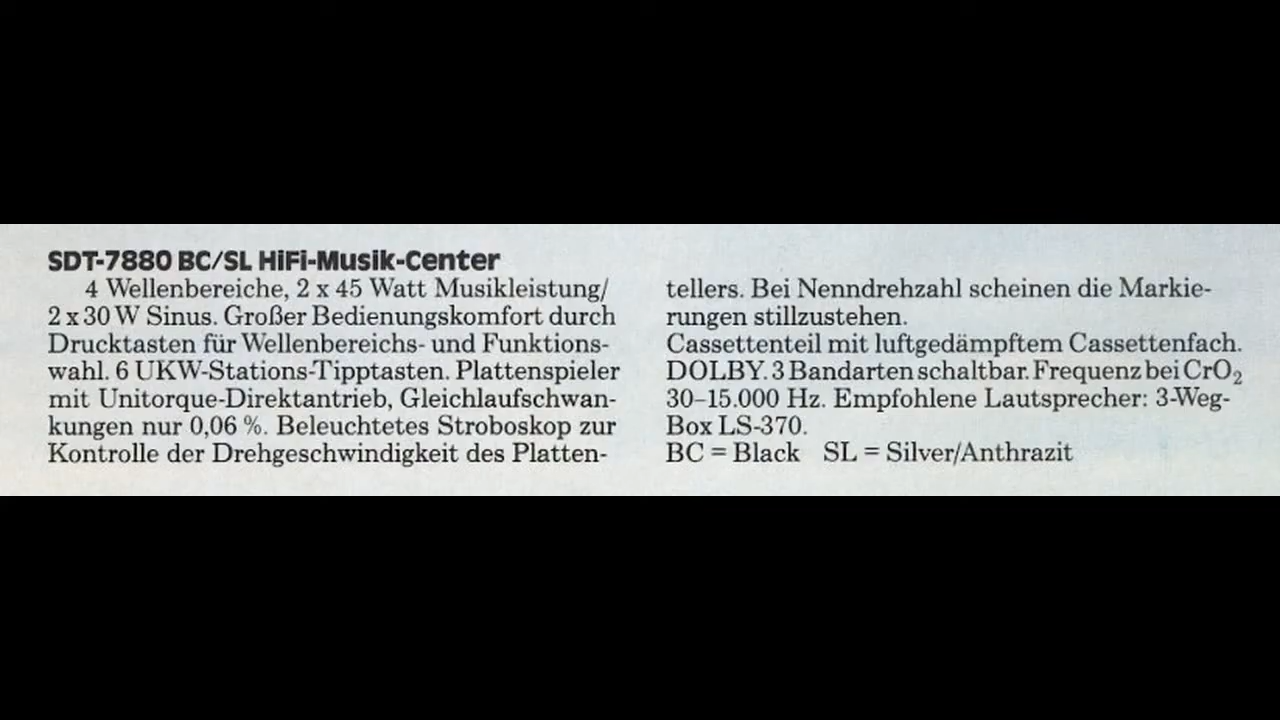 SDT-7880 BC/SL HiFi-Musik-Center
4 Wellenbereiche, 2 x 45 Watt Musikleistung/
2 x 30 W Sinus. Großer Bedienungskomfort durch
Drucktasten für Wellenbereichs- und Funktions-
wahl. 6 UKW-Stations-Tipptasten. Plattenspieler
mit Unitorque-Direktantrieb, Gleichlaufschwan-
kungen nur 0,06 %. Beleuchtetes Stroboskop zur
Kontrolle der Drehgeschwindigkeit des Platten-
tellers. Bei Nenndrehzahl scheinen die Markie-
rungen stillzustehen.
Cassettenteil mit luftgedämpftem Cassettenfach.
DOLBY. 3 Bandarten schaltbar. Frequenz bei CrO₂
30–15.000 Hz. Empfohlene Lautsprecher: 3-Weg-
Box LS-370.
BC = Black SL = Silver/Anthrazit